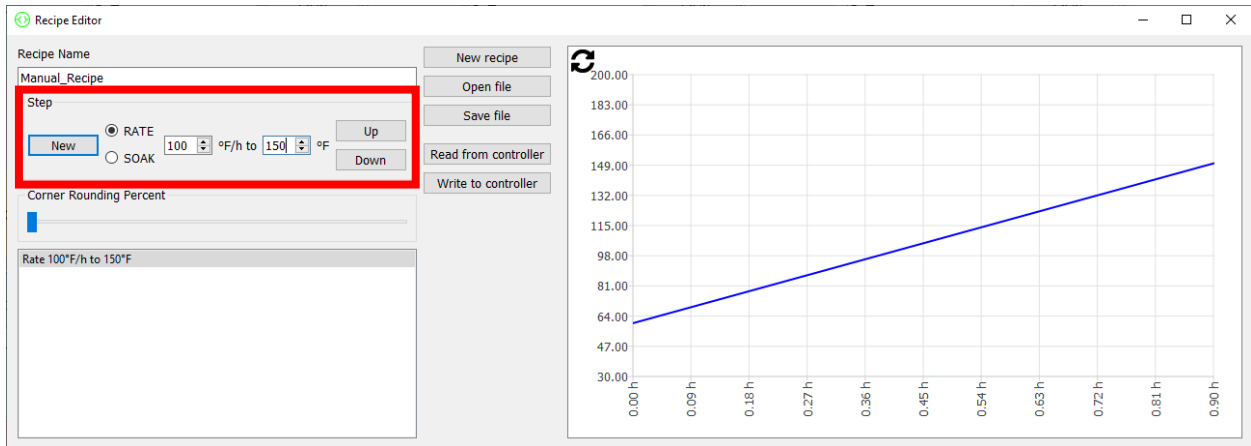 Recipe Editor
Recipe Name
Manual_Recipe
Step
New
RATE
SOAK
100 °F/h to 150 °F
Up
Down
Corner Rounding Percent
Rate 100°F/h to 150°F
New recipe
Open file
Save file
Read from controller
Write to controller
200.00
183.00
166.00
149.00
132.00
115.00
98.00
81.00
64.00
47.00
30.00
0.00 h
0.09 h
0.18 h
0.27 h
0.36 h
0.45 h
0.54 h
0.63 h
0.72 h
0.81 h
0.90 h